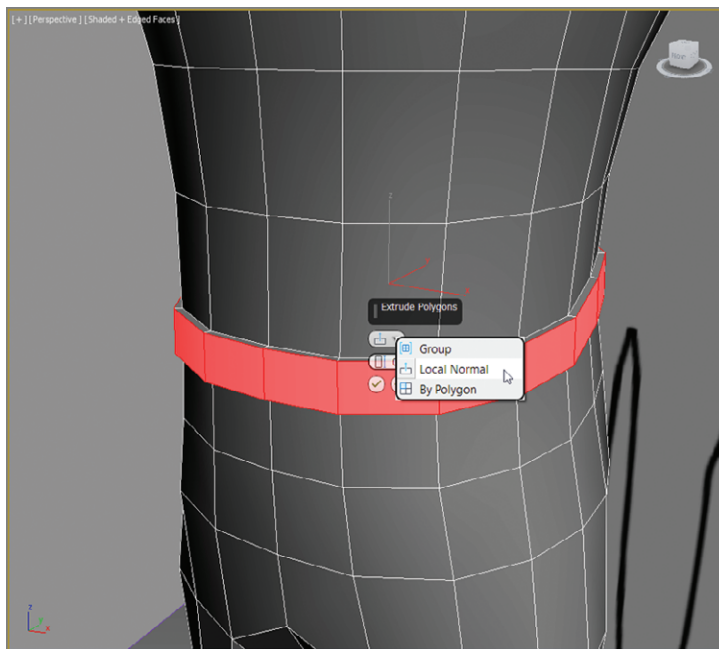 [+] [Perspective] [Shaded + Edged Faces]
Extrude Polygons
Group
Local Normal
By Polygon
z
x